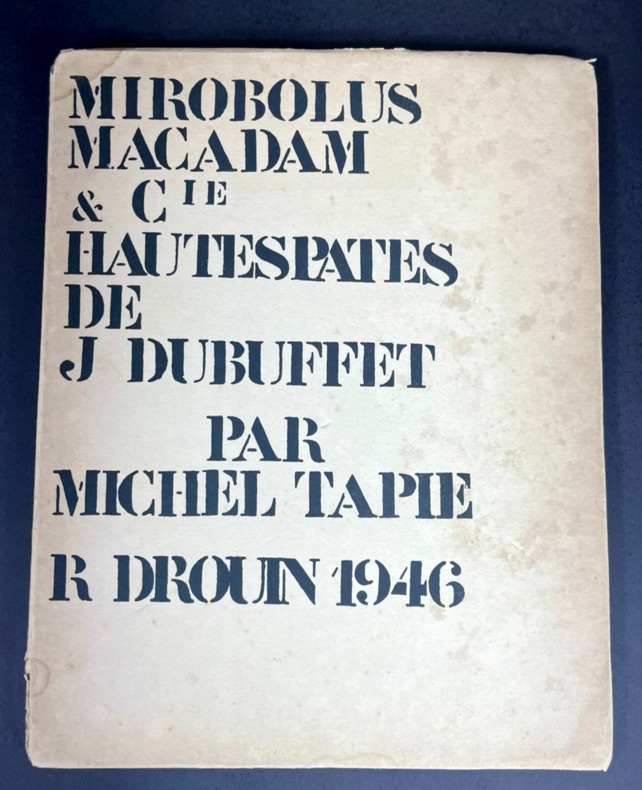 MIROBOLUS
MACADAM
& CIE
HAUTESPATES
DE
J DUBUFFET
PAR
MICHEL TAPIE
R DROUIN 1946